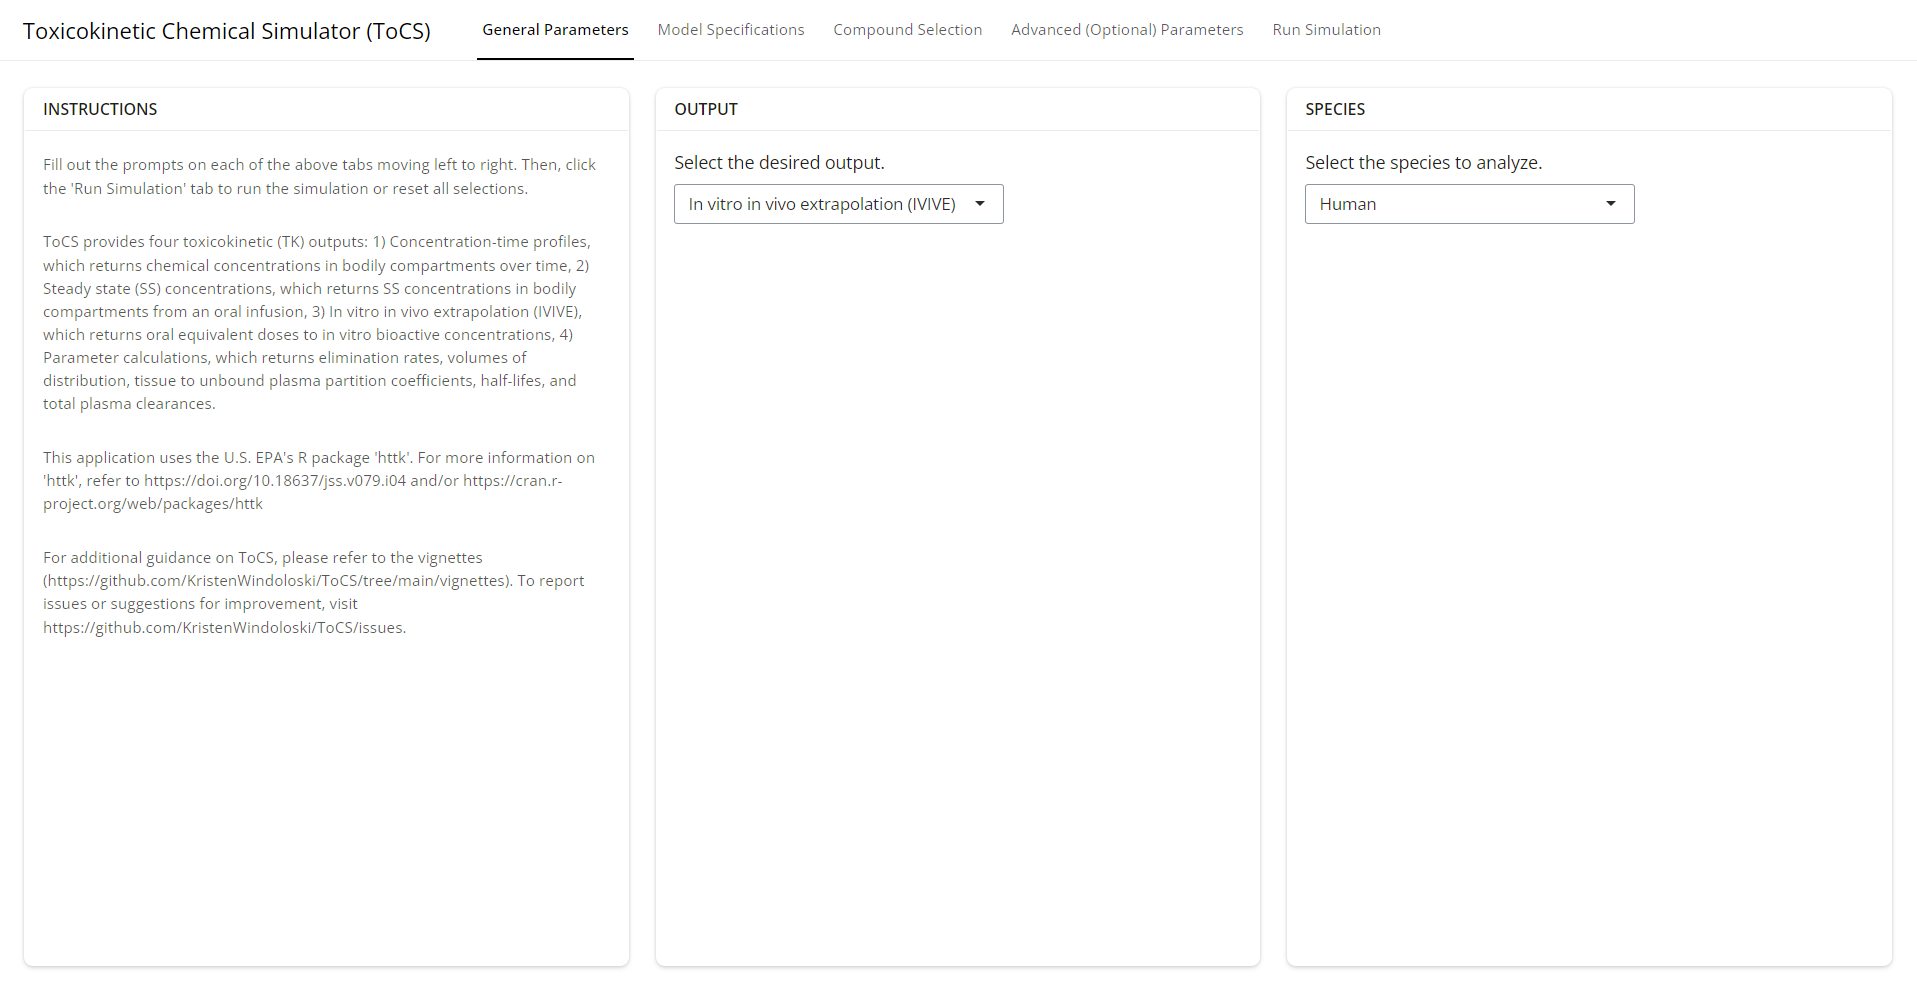 Toxicokinetic Chemical Simulator (ToCS)
General Parameters
Model Specifications
Compound Selection
Advanced (Optional) Parameters
Run Simulation
INSTRUCTIONS
Fill out the prompts on each of the above tabs moving left to right. Then, click
the 'Run Simulation' tab to run the simulation or reset all selections.
ToCS provides four toxicokinetic (TK) outputs: 1) Concentration-time profiles,
which returns chemical concentrations in bodily compartments over time, 2)
Steady state (SS) concentrations, which returns SS concentrations in bodily
compartments from an oral infusion, 3) In vitro in vivo extrapolation (IVIVE),
which returns oral equivalent doses to in vitro bioactive concentrations, 4)
Parameter calculations, which returns elimination rates, volumes of
distribution, tissue to unbound plasma partition coefficients, half-lifes, and
total plasma clearances.
This application uses the U.S. EPA's R package 'httk'. For more information on
'httk', refer to https://doi.org/10.18637/jss.v079.i04 and/or https://cran.r-
project.org/web/packages/httk
For additional guidance on ToCS, please refer to the vignettes
(https://github.com/KristenWindoloski/ToCS/tree/main/vignettes). To report
issues or suggestions for improvement, visit
https://github.com/KristenWindoloski/ToCS/issues.
OUTPUT
Select the desired output.
In vitro in vivo extrapolation (IVIVE)
SPECIES
Select the species to analyze.
Human